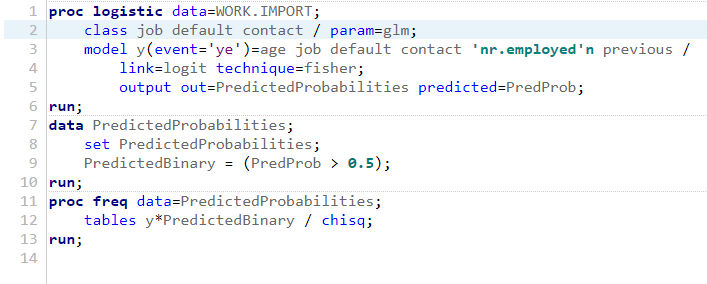 1 proc logistic data=WORK.IMPORT;
2 class job default contact / param=glm;
3 model y(event='ye')=age job default contact 'nr.employed'n previous /
4 link=logit technique=fisher;
5 output out=PredictedProbabilities predicted=PredProb;
6 run;
7 data PredictedProbabilities;
8 set PredictedProbabilities;
9 PredictedBinary = (PredProb > 0.5);
10 run;
11 proc freq data=PredictedProbabilities;
12 tables y*PredictedBinary / chisq;
13 run;
14